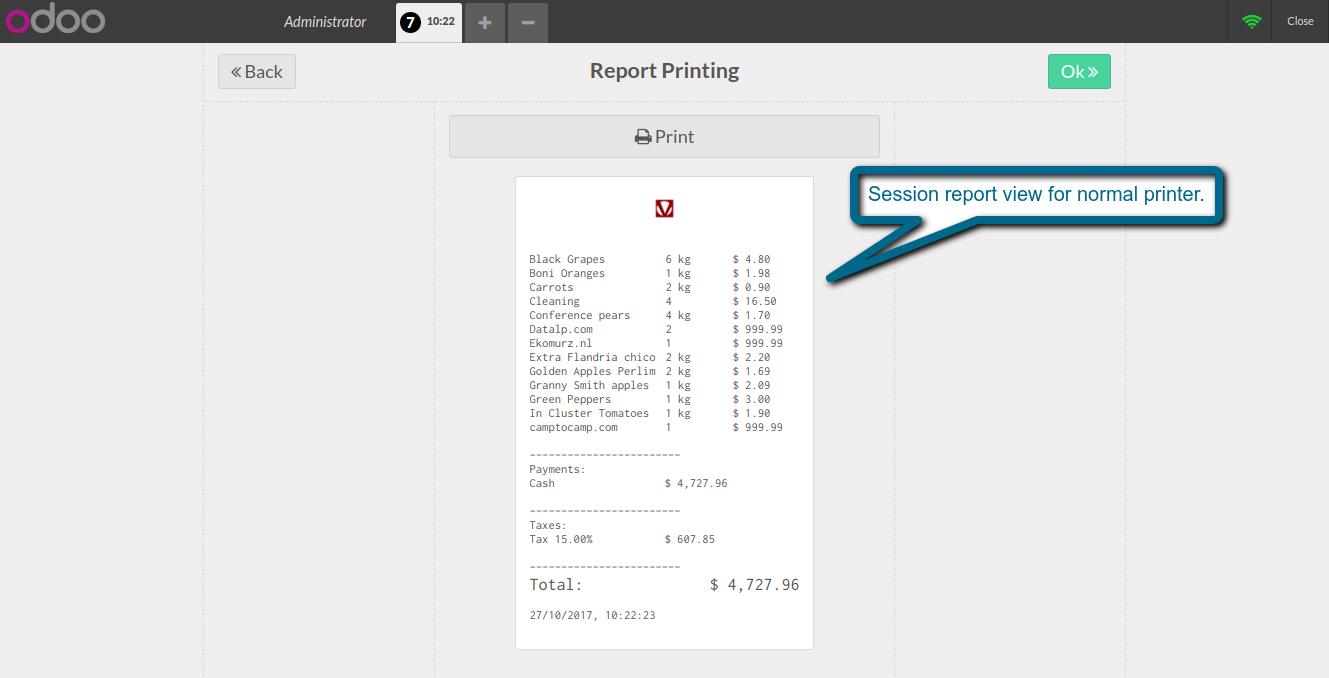 odoo Administrator 7 10:22 + − Close
Back Report Printing Ok
Print
Session report view for normal printer.
Black Grapes 6 kg $ 4.80
Boni Oranges 1 kg $ 1.98
Carrots 2 kg $ 0.90
Cleaning 4 $ 16.50
Conference pears 4 kg $ 1.70
Datalp.com 2 $ 999.99
Ekomurz.nl 1 $ 999.99
Extra Flandria chico 2 kg $ 2.20
Golden Apples Perlim 2 kg $ 1.69
Granny Smith apples 1 kg $ 2.09
Green Peppers 1 kg $ 3.00
In Cluster Tomatoes 1 kg $ 1.90
camptocamp.com 1 $ 999.99
------------------------
Payments:
Cash $ 4,727.96
------------------------
Taxes:
Tax 15.00% $ 607.85
------------------------
Total: $ 4,727.96
27/10/2017, 10:22:23